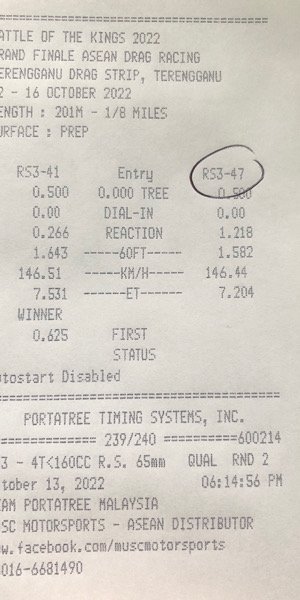 ATTLE OF THE KINGS 2022
RAND FINALE ASEAN DRAG RACING
ERENGGANU DRAG STRIP, TERENGGANU
2 - 16 OCTOBER 2022
ENGTH : 201M - 1/8 MILES
URFACE : PREP
RS3-41 Entry RS3-47
0.500 0.000 TREE 0.500
0.00 DIAL-IN 0.00
0.266 REACTION 1.218
1.643 -----60FT----- 1.582
146.51 ------KM/H----- 146.44
7.531 ------ET------ 7.204
WINNER
0.625 FIRST
STATUS
utostart Disabled
PORTATREE TIMING SYSTEMS, INC.
============ 239/240 ==========600214
3 - 4T<160CC R.S. 65mm QUAL RND 2
tober 13, 2022 06:14:56 PM
EAM PORTATREE MALAYSIA
USC MOTORSPORTS - ASEAN DISTRIBUTOR
w.facebook.com/muscmotorsports
016-6681490